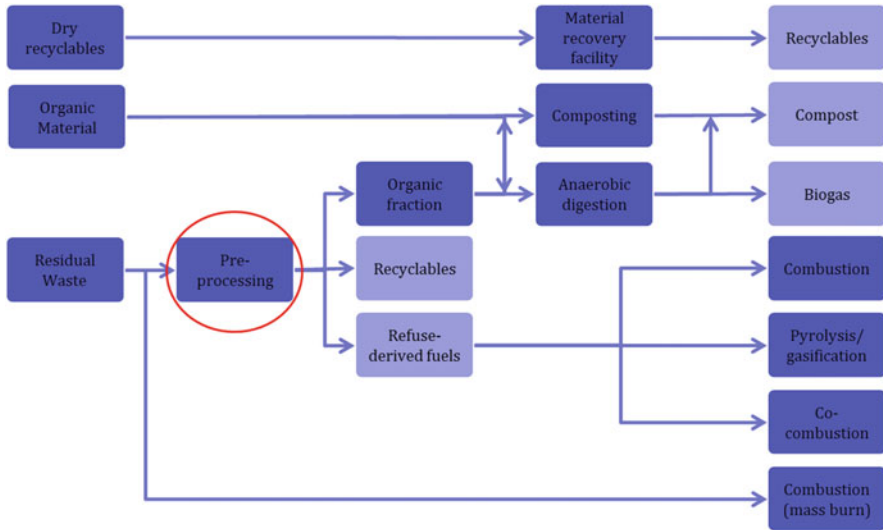 Dry
recyclables
Material
recovery
facility
Recyclables
Organic
Material
Composting
Compost
Organic
fraction
Anaerobic
digestion
Biogas
Residual
Waste
Pre-
processing
Recyclables
Combustion
Refuse-
derived fuels
Pyrolysis/
gasification
Co-
combustion
Combustion
(mass burn)